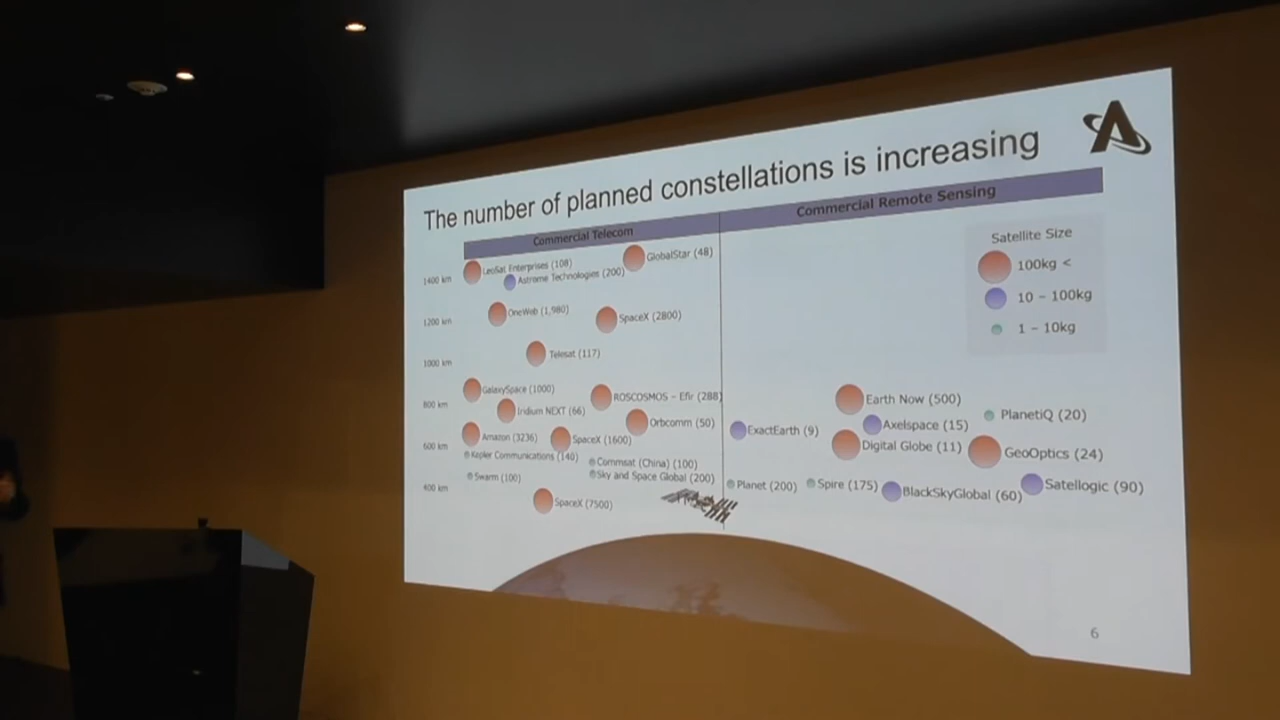 The number of planned constellations is increasing
Commercial Telecom
Commercial Remote Sensing
Satellite Size
100kg <
10 – 100kg
1 – 10kg
1400 km
LeoSat Enterprises (108)
GlobalStar (48)
Astrome Technologies (200)
1200 km
OneWeb (1,980)
SpaceX (2800)
1000 km
Telesat (117)
800 km
GalaxySpace (1000)
ROSCOSMOS – Efir (288)
Iridium NEXT (66)
Orbcomm (50)
Earth Now (500)
PlanetiQ (20)
ExactEarth (9)
Axelspace (15)
600 km
Amazon (3236)
SpaceX (1600)
Digital Globe (11)
GeoOptics (24)
Kepler Communications (140)
Commsat (China) (100)
Swarm (100)
Sky and Space Global (200)
Planet (200)
Spire (175)
BlackSkyGlobal (60)
Satellogic (90)
400 km
SpaceX (7500)
6